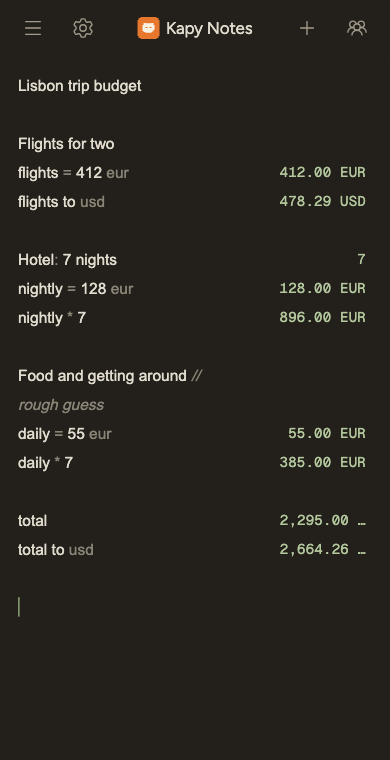 Kapy Notes
Lisbon trip budget
Flights for two
flights = 412 eur 412.00 EUR
flights to usd 478.29 USD
Hotel: 7 nights 7
nightly = 128 eur 128.00 EUR
nightly * 7 896.00 EUR
Food and getting around //
rough guess
daily = 55 eur 55.00 EUR
daily * 7 385.00 EUR
total 2,295.00 …
total to usd 2,664.26 …